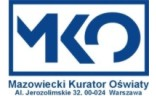 MKO
Mazowiecki Kurator Oświaty
Al. Jerozolimskie 32, 00-024 Warszawa